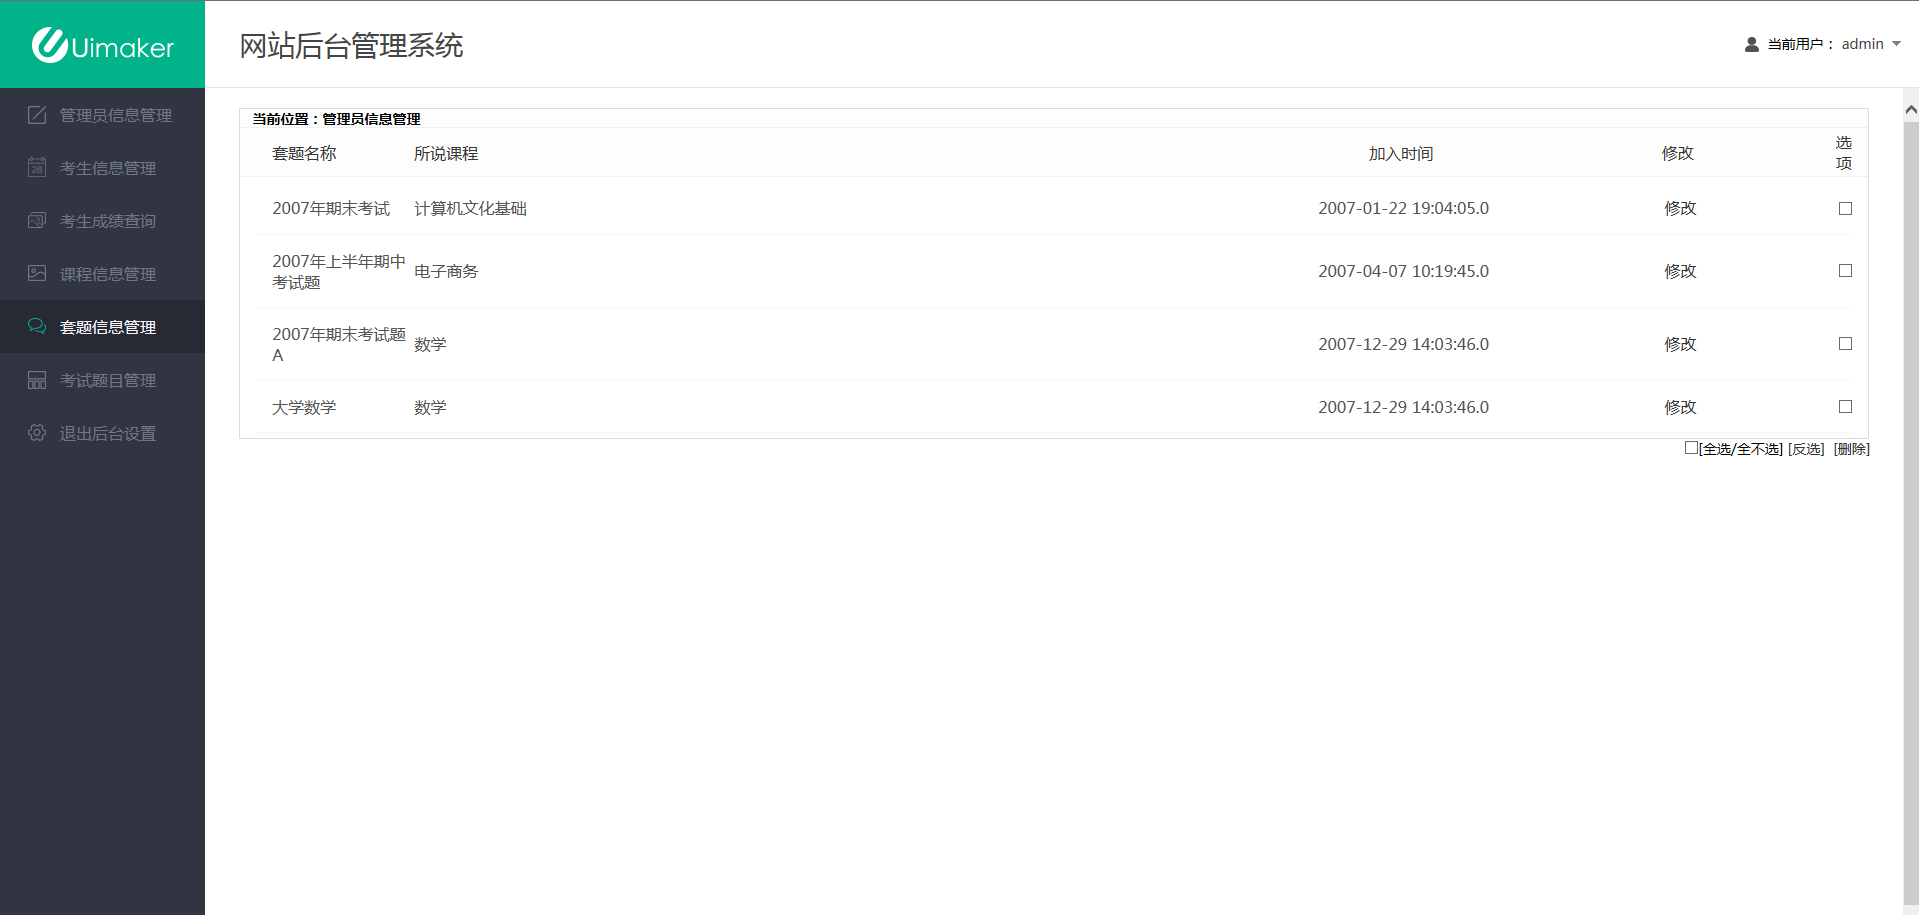 Uimaker
网站后台管理系统
当前用户： admin
管理员信息管理
28
考生信息管理
考生成绩查询
课程信息管理
套题信息管理
考试题目管理
退出后台设置
当前位置：管理员信息管理
套题名称 所说课程 加入时间 修改 选
项
2007年期末考试 计算机文化基础 2007-01-22 19:04:05.0 修改
2007年上半年期中
考试题 电子商务 2007-04-07 10:19:45.0 修改
2007年期末考试题
A 数学 2007-12-29 14:03:46.0 修改
大学数学 数学 2007-12-29 14:03:46.0 修改
[全选/全不选] [反选] [删除]